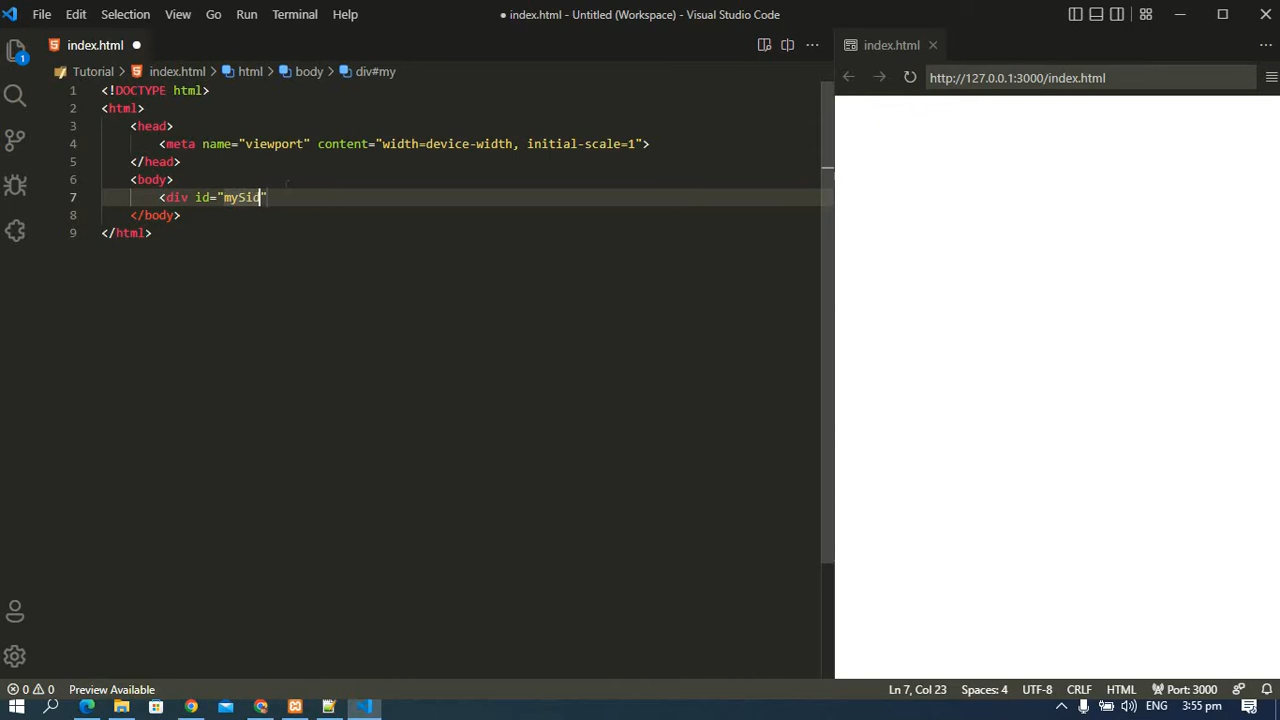 File Edit Selection View Go Run Terminal Help
● index.html - Untitled (Workspace) - Visual Studio Code
index.html
index.html
Tutorial > index.html > html > body > div#my
http://127.0.0.1:3000/index.html
1 <!DOCTYPE html>
2 <html>
3 <head>
4 <meta name="viewport" content="width=device-width, initial-scale=1">
5 </head>
6 <body>
7 <div id="mySid"
8 </body>
9 </html>
1
0 0 Preview Available
Ln 7, Col 23 Spaces: 4 UTF-8 CRLF HTML Port: 3000
ENG 3:55 pm